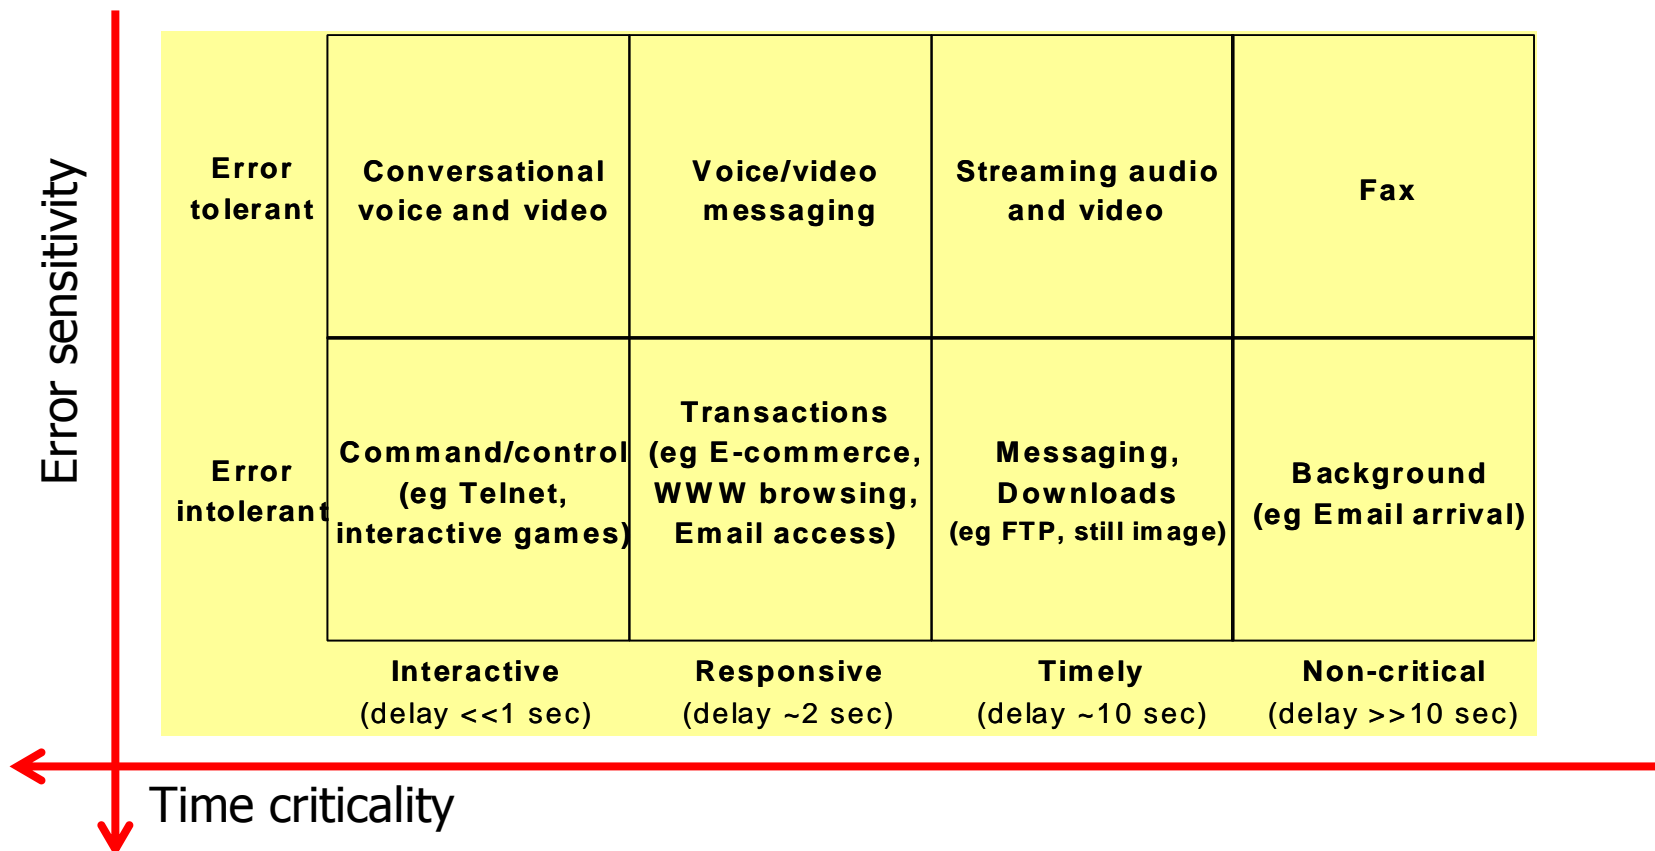 Error sensitivity
Error
tolerant
Conversational
voice and video
Voice/video
messaging
Streaming audio
and video
Fax
Error
intolerant
Command/control
(eg Telnet,
interactive games)
Transactions
(eg E-commerce,
WWW browsing,
Email access)
Messaging,
Downloads
(eg FTP, still image)
Background
(eg Email arrival)
Interactive
(delay <<1 sec)
Responsive
(delay ~2 sec)
Timely
(delay ~10 sec)
Non-critical
(delay >>10 sec)
Time criticality